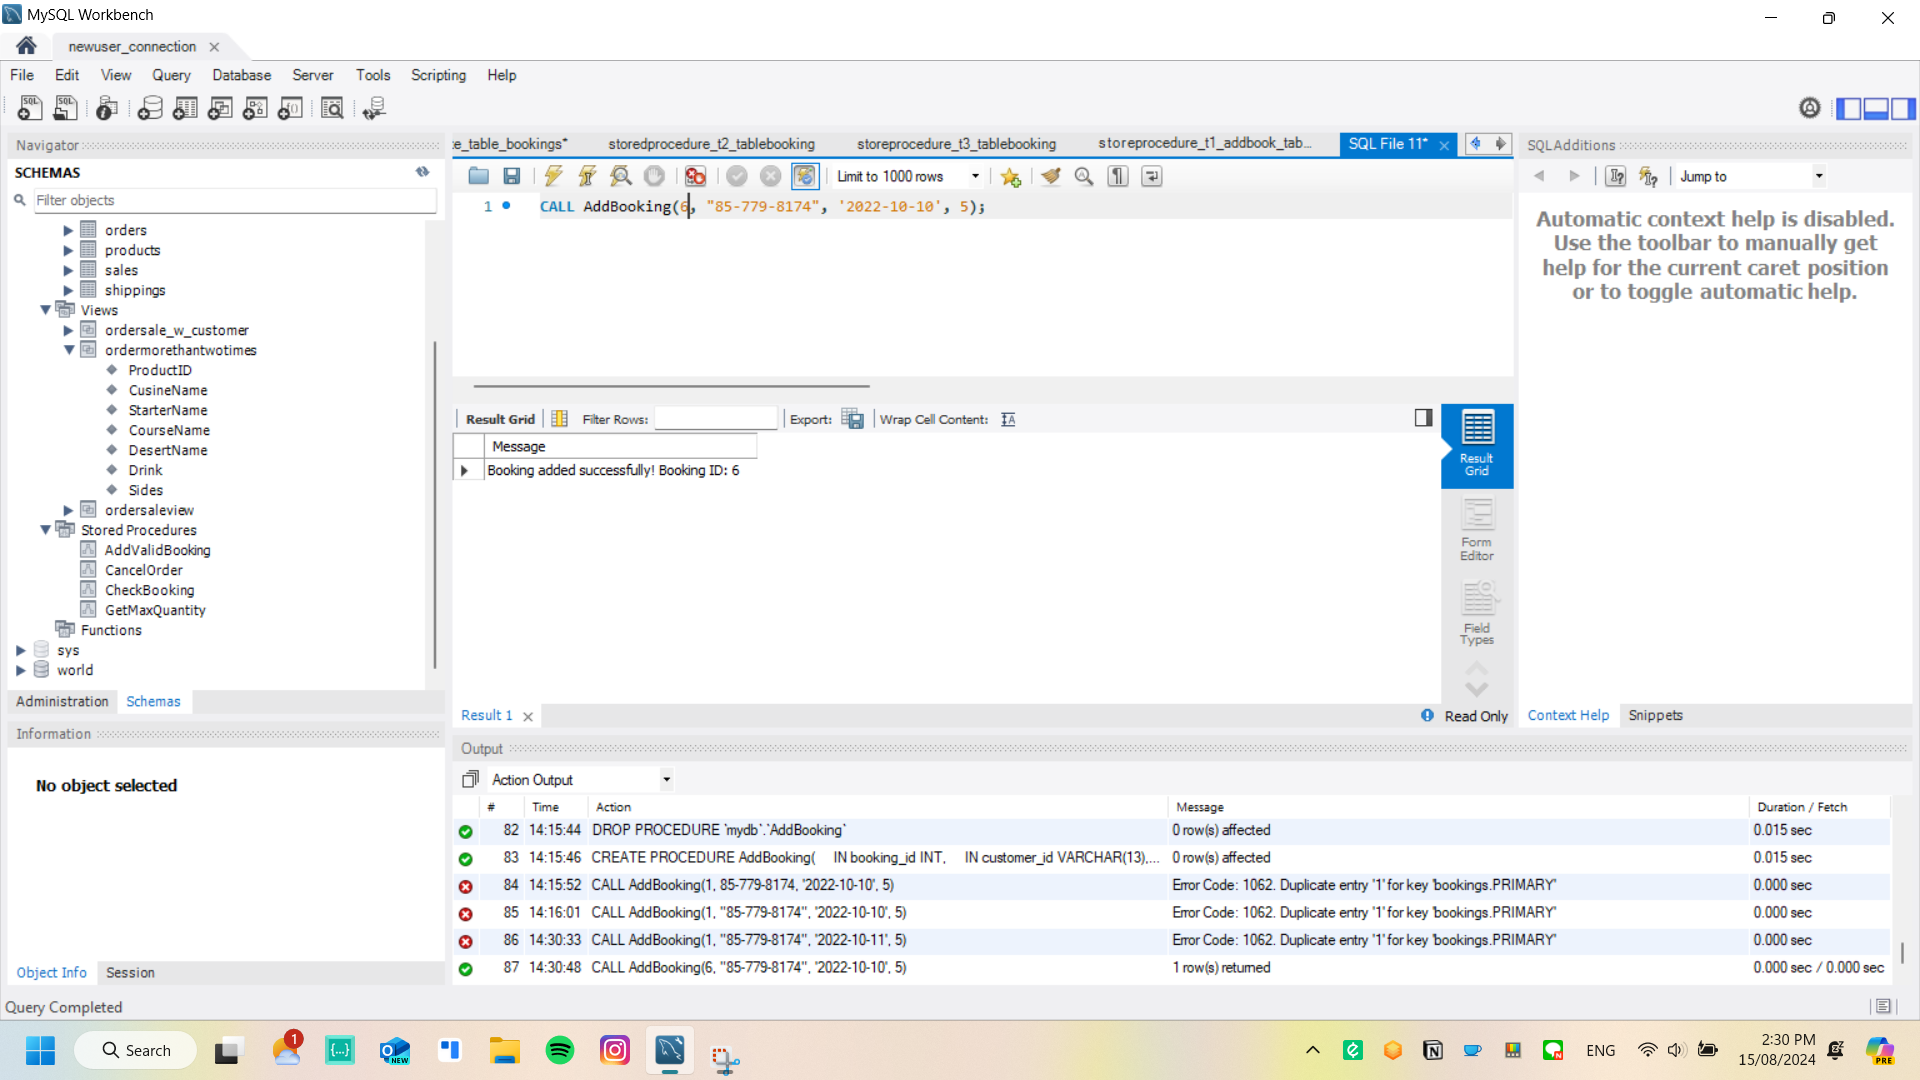 MySQL Workbench
newuser_connection
File Edit View Query Database Server Tools Scripting Help
Navigator
SCHEMAS
Filter objects
orders
products
sales
shippings
Views
ordersale_w_customer
ordermorethantwotimes
ProductID
CusineName
StarterName
CourseName
DesertName
Drink
Sides
ordersaleview
Stored Procedures
AddValidBooking
CancelOrder
CheckBooking
GetMaxQuantity
Functions
sys
world
Administration Schemas
Information
No object selected
Object Info Session
Query Completed
te_table_bookings* storedprocedure_t2_tablebooking storeprocedure_t3_tablebooking storeprocedure_t1_addbook_tab... SQL File 11*
Limit to 1000 rows
1 CALL AddBooking(6, "85-779-8174", '2022-10-10', 5);
Result Grid Filter Rows: Export: Wrap Cell Content:
Message
Booking added successfully! Booking ID: 6
Result Grid
Form Editor
Field Types
Result 1
Read Only
SQLAdditions
Jump to
Automatic context help is disabled.
Use the toolbar to manually get
help for the current caret position
or to toggle automatic help.
Context Help Snippets
Output
Action Output
# Time Action Message Duration / Fetch
82 14:15:44 DROP PROCEDURE `mydb`.`AddBooking` 0 row(s) affected 0.015 sec
83 14:15:46 CREATE PROCEDURE AddBooking( IN booking_id INT, IN customer_id VARCHAR(13),... 0 row(s) affected 0.015 sec
84 14:15:52 CALL AddBooking(1, 85-779-8174, '2022-10-10', 5) Error Code: 1062. Duplicate entry '1' for key 'bookings.PRIMARY' 0.000 sec
85 14:16:01 CALL AddBooking(1, "85-779-8174", '2022-10-10', 5) Error Code: 1062. Duplicate entry '1' for key 'bookings.PRIMARY' 0.000 sec
86 14:30:33 CALL AddBooking(1, "85-779-8174", '2022-10-11', 5) Error Code: 1062. Duplicate entry '1' for key 'bookings.PRIMARY' 0.000 sec
87 14:30:48 CALL AddBooking(6, "85-779-8174", '2022-10-10', 5) 1 row(s) returned 0.000 sec / 0.000 sec
Search
1
NEW
ENG
2:30 PM
15/08/2024
PRE